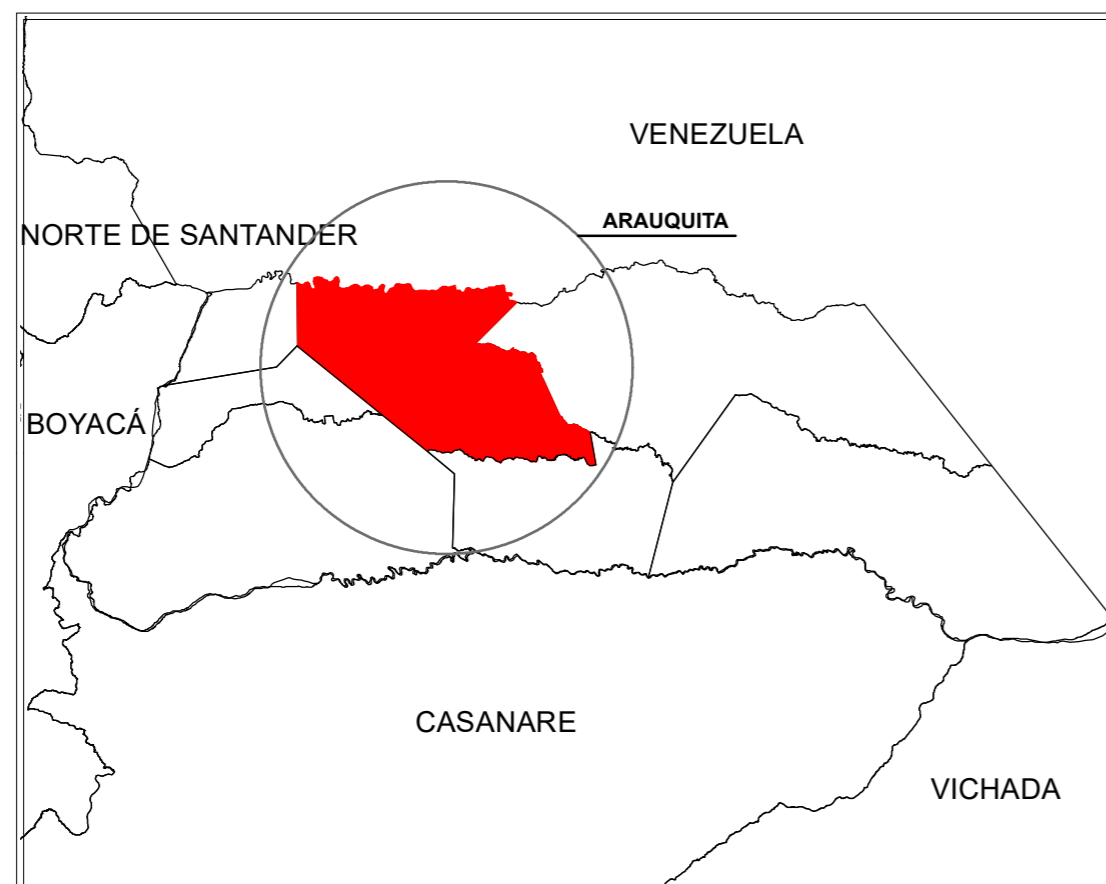 VENEZUELA
ARAUQUITA
NORTE DE SANTANDER
BOYACÁ
CASANARE
VICHADA